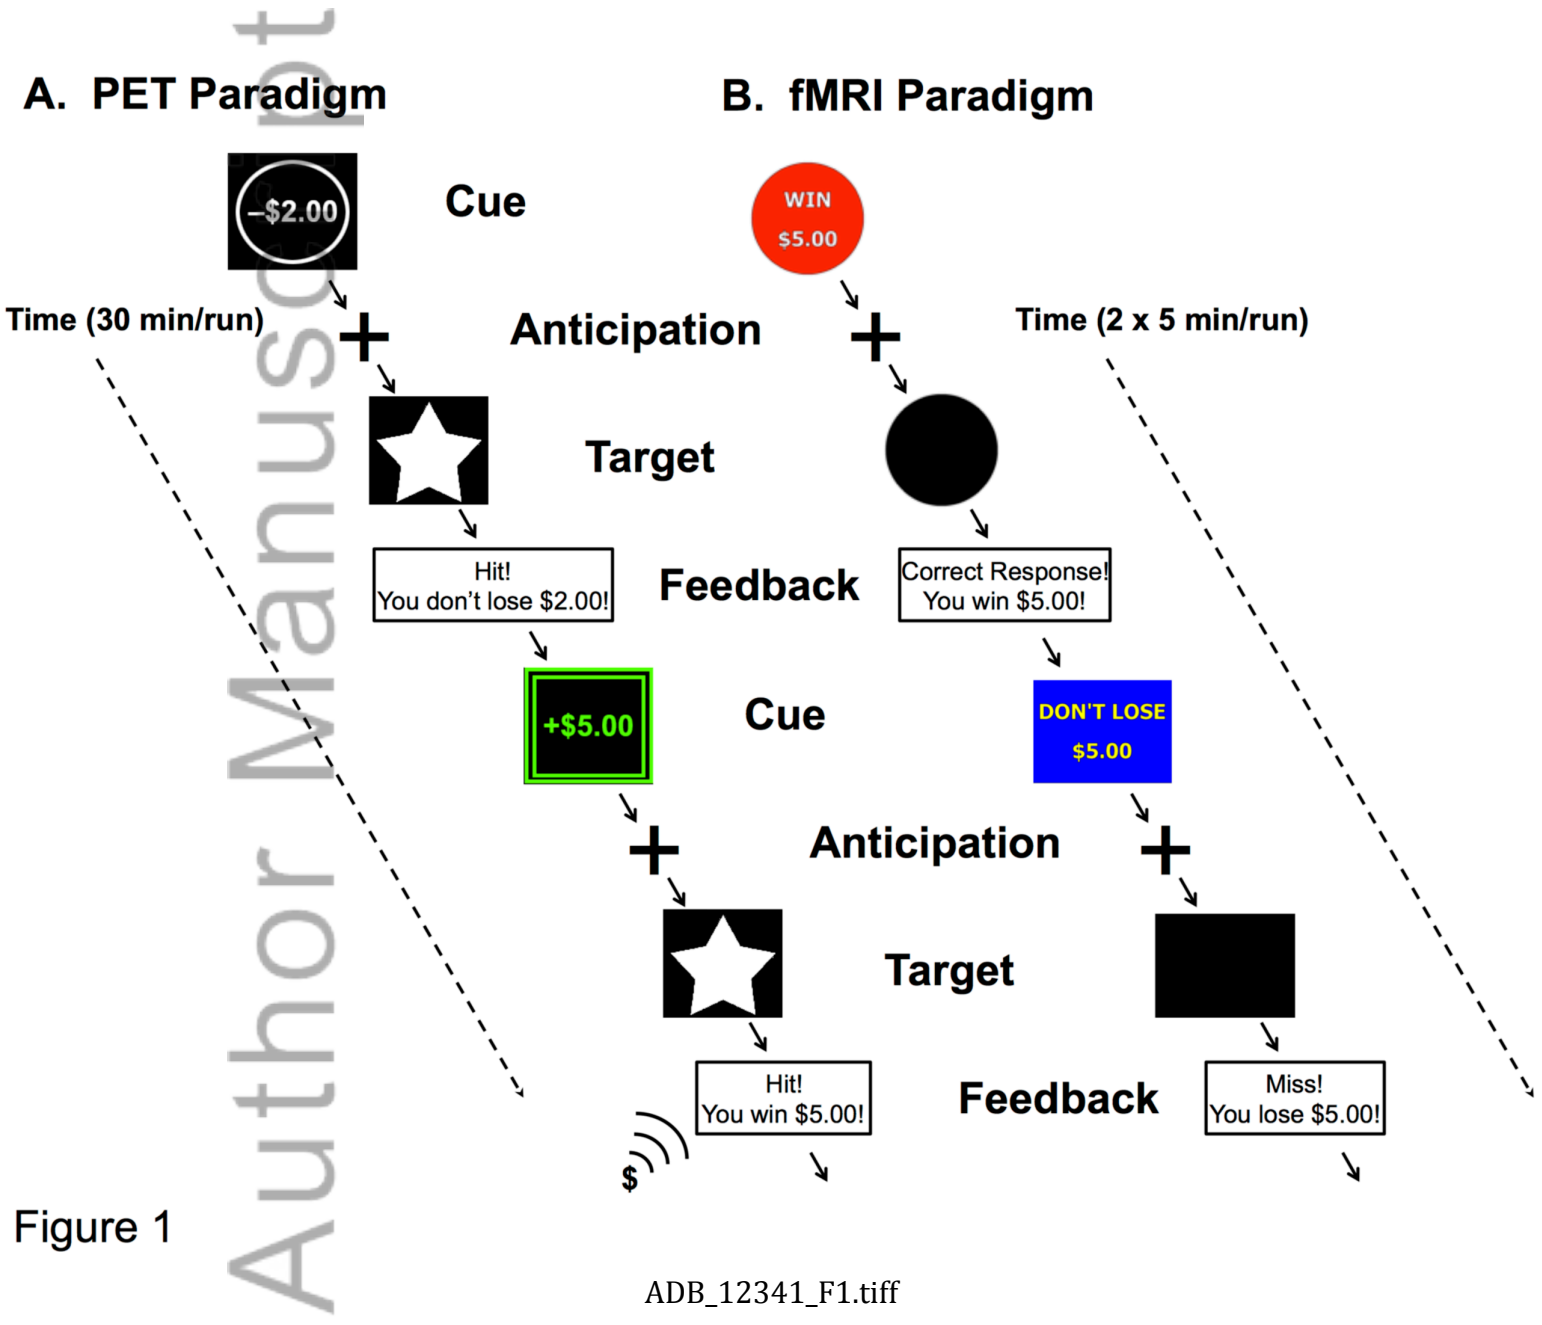 A. PET Paradigm
B. fMRI Paradigm
–$2.00
Cue
WIN
$5.00
Time (30 min/run)
Anticipation
Time (2 x 5 min/run)
Target
Hit!
You don’t lose $2.00!
Feedback
Correct Response!
You win $5.00!
+$5.00
Cue
DON'T LOSE
$5.00
Anticipation
Target
Hit!
You win $5.00!
Feedback
Miss!
You lose $5.00!
$
Figure 1
Author Manuscript
ADB_12341_F1.tiff